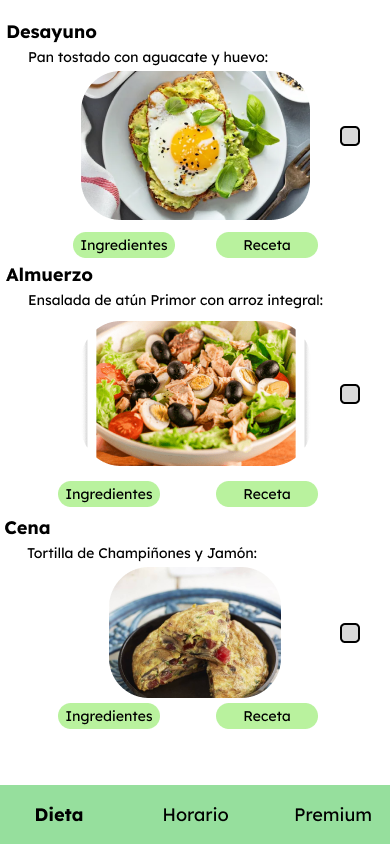 Desayuno
Pan tostado con aguacate y huevo:
Ingredientes Receta
Almuerzo
Ensalada de atún Primor con arroz integral:
Ingredientes Receta
Cena
Tortilla de Champiñones y Jamón:
Ingredientes Receta
Dieta Horario Premium